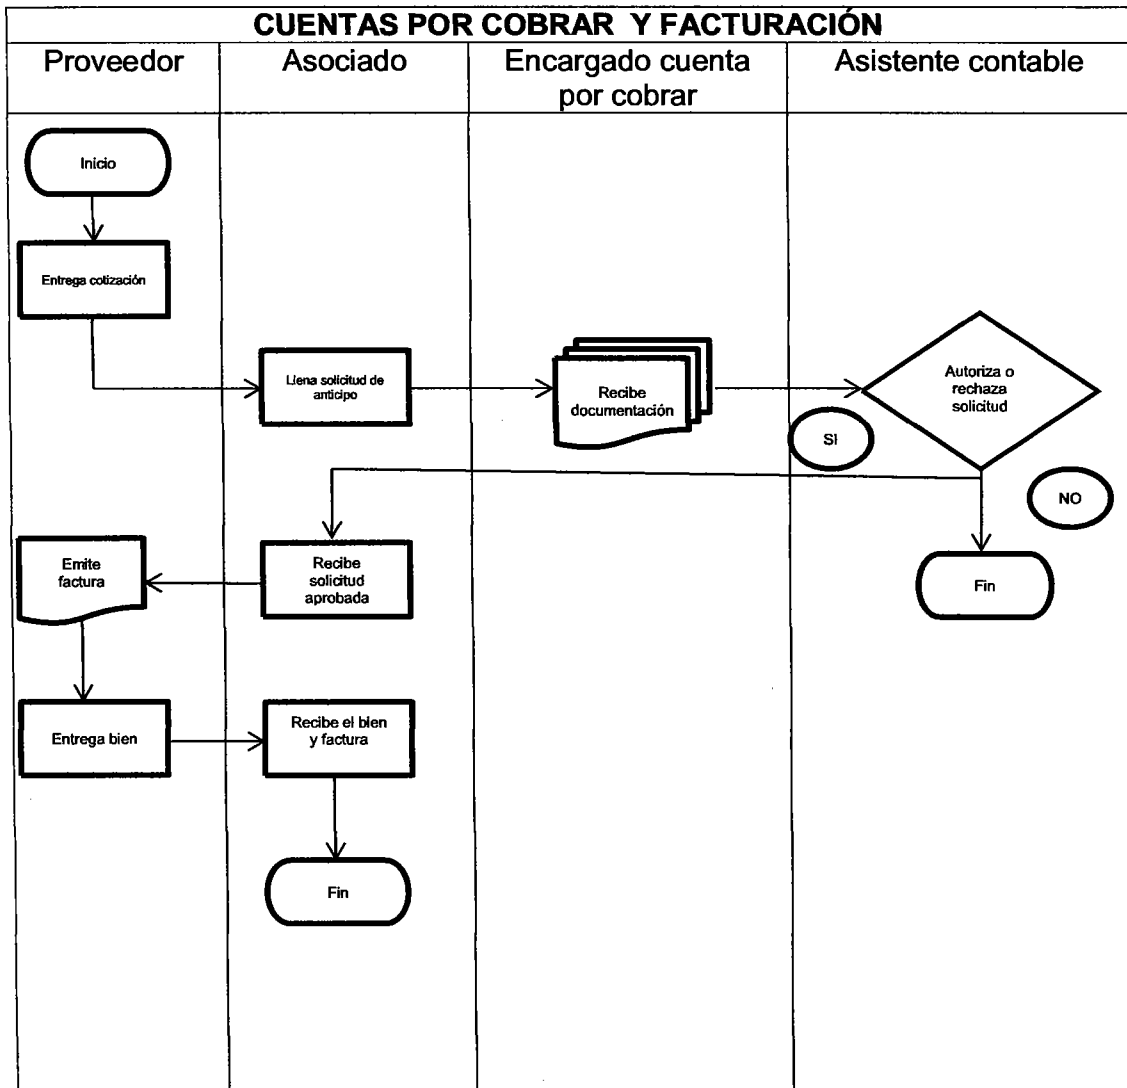 CUENTAS POR COBRAR Y FACTURACIÓN
Proveedor
Asociado
Encargado cuenta
por cobrar
Asistente contable
Inicio
Entrega cotización
Llena solicitud de
anticipo
Recibe
documentación
Autoriza o
rechaza
solicitud
SI
NO
Emite
factura
Recibe
solicitud
aprobada
Fin
Entrega bien
Recibe el bien
y factura
Fin